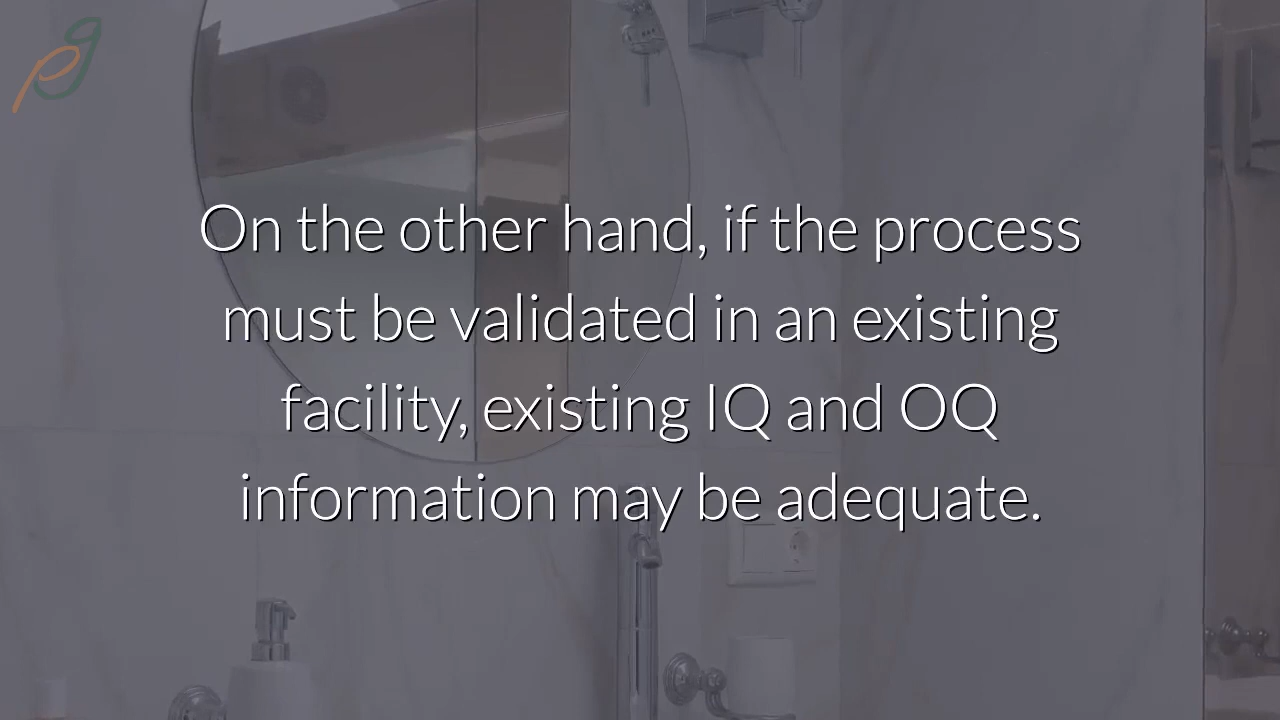 On the other hand, if the process
must be validated in an existing
facility, existing IQ and OQ
information may be adequate.